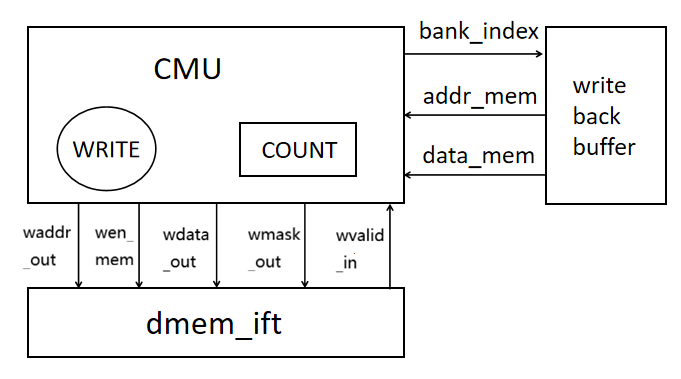 bank_index
CMU
addr_mem
write
back
buffer
WRITE
COUNT
data_mem
waddr
_out
wen_
mem
wdata
_out
wmask
_out
wvalid
_in
dmem_ift